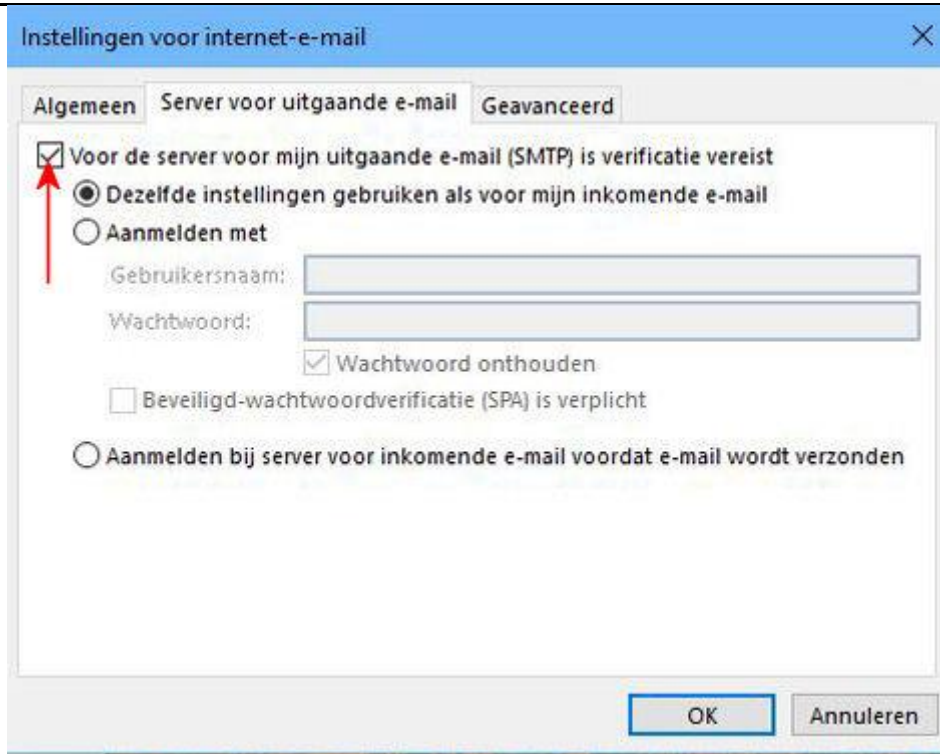 Instellingen voor internet-e-mail
Algemeen Server voor uitgaande e-mail Geavanceerd
Voor de server voor mijn uitgaande e-mail (SMTP) is verificatie vereist
Dezelfde instellingen gebruiken als voor mijn inkomende e-mail
Aanmelden met
Gebruikersnaam:
Wachtwoord:
Wachtwoord onthouden
Beveiligd-wachtwoordverificatie (SPA) is verplicht
Aanmelden bij server voor inkomende e-mail voordat e-mail wordt verzonden
OK Annuleren